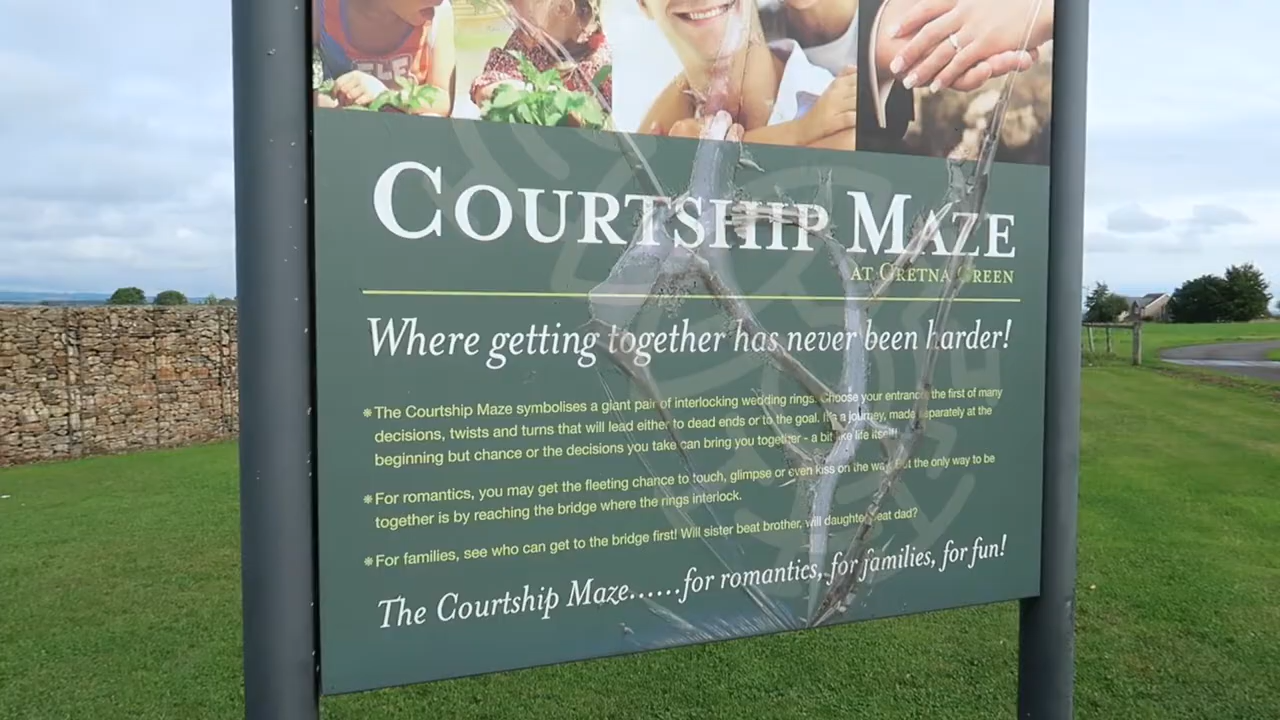 COURTSHIP MAZE
AT GRETNA GREEN
Where getting together has never been harder!
* The Courtship Maze symbolises a giant pair of interlocking wedding rings. Choose your entrance, the first of many
decisions, twists and turns that will lead either to dead ends or to the goal. It's a journey, made separately at the
beginning but chance or the decisions you take can bring you together - a bit like life itself!
* For romantics, you may get the fleeting chance to touch, glimpse or even kiss on the way. But the only way to be
together is by reaching the bridge where the rings interlock.
* For families, see who can get to the bridge first! Will sister beat brother, will daughter beat dad?
The Courtship Maze......for romantics, for families, for fun!